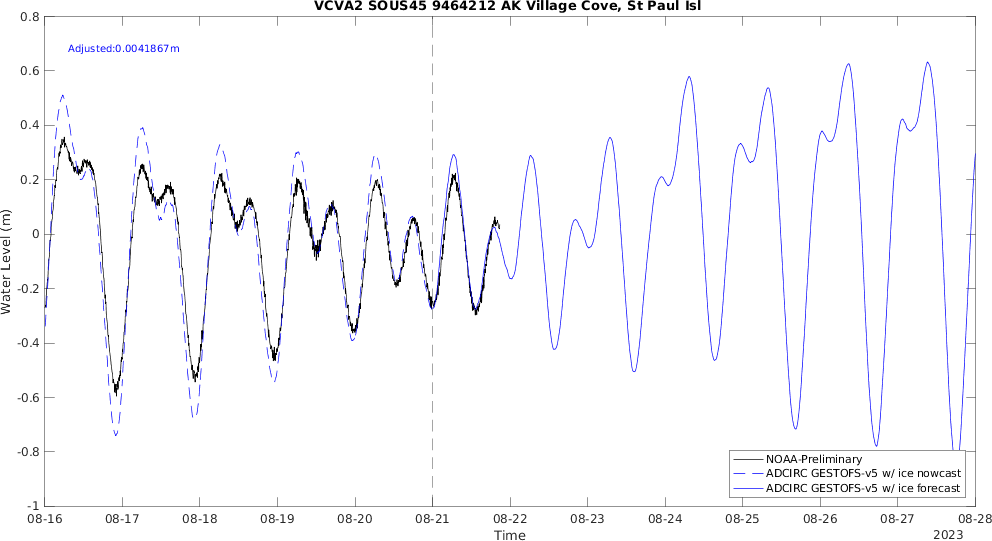 VCVA2 SOUS45 9464212 AK Village Cove, St Paul Isl
Adjusted:0.0041867m
Water Level (m)
0.8
0.6
0.4
0.2
0
-0.2
-0.4
-0.6
-0.8
-1
NOAA-Preliminary
ADCIRC GESTOFS-v5 w/ ice nowcast
ADCIRC GESTOFS-v5 w/ ice forecast
08-16 08-17 08-18 08-19 08-20 08-21 08-22 08-23 08-24 08-25 08-26 08-27 08-28
Time
2023